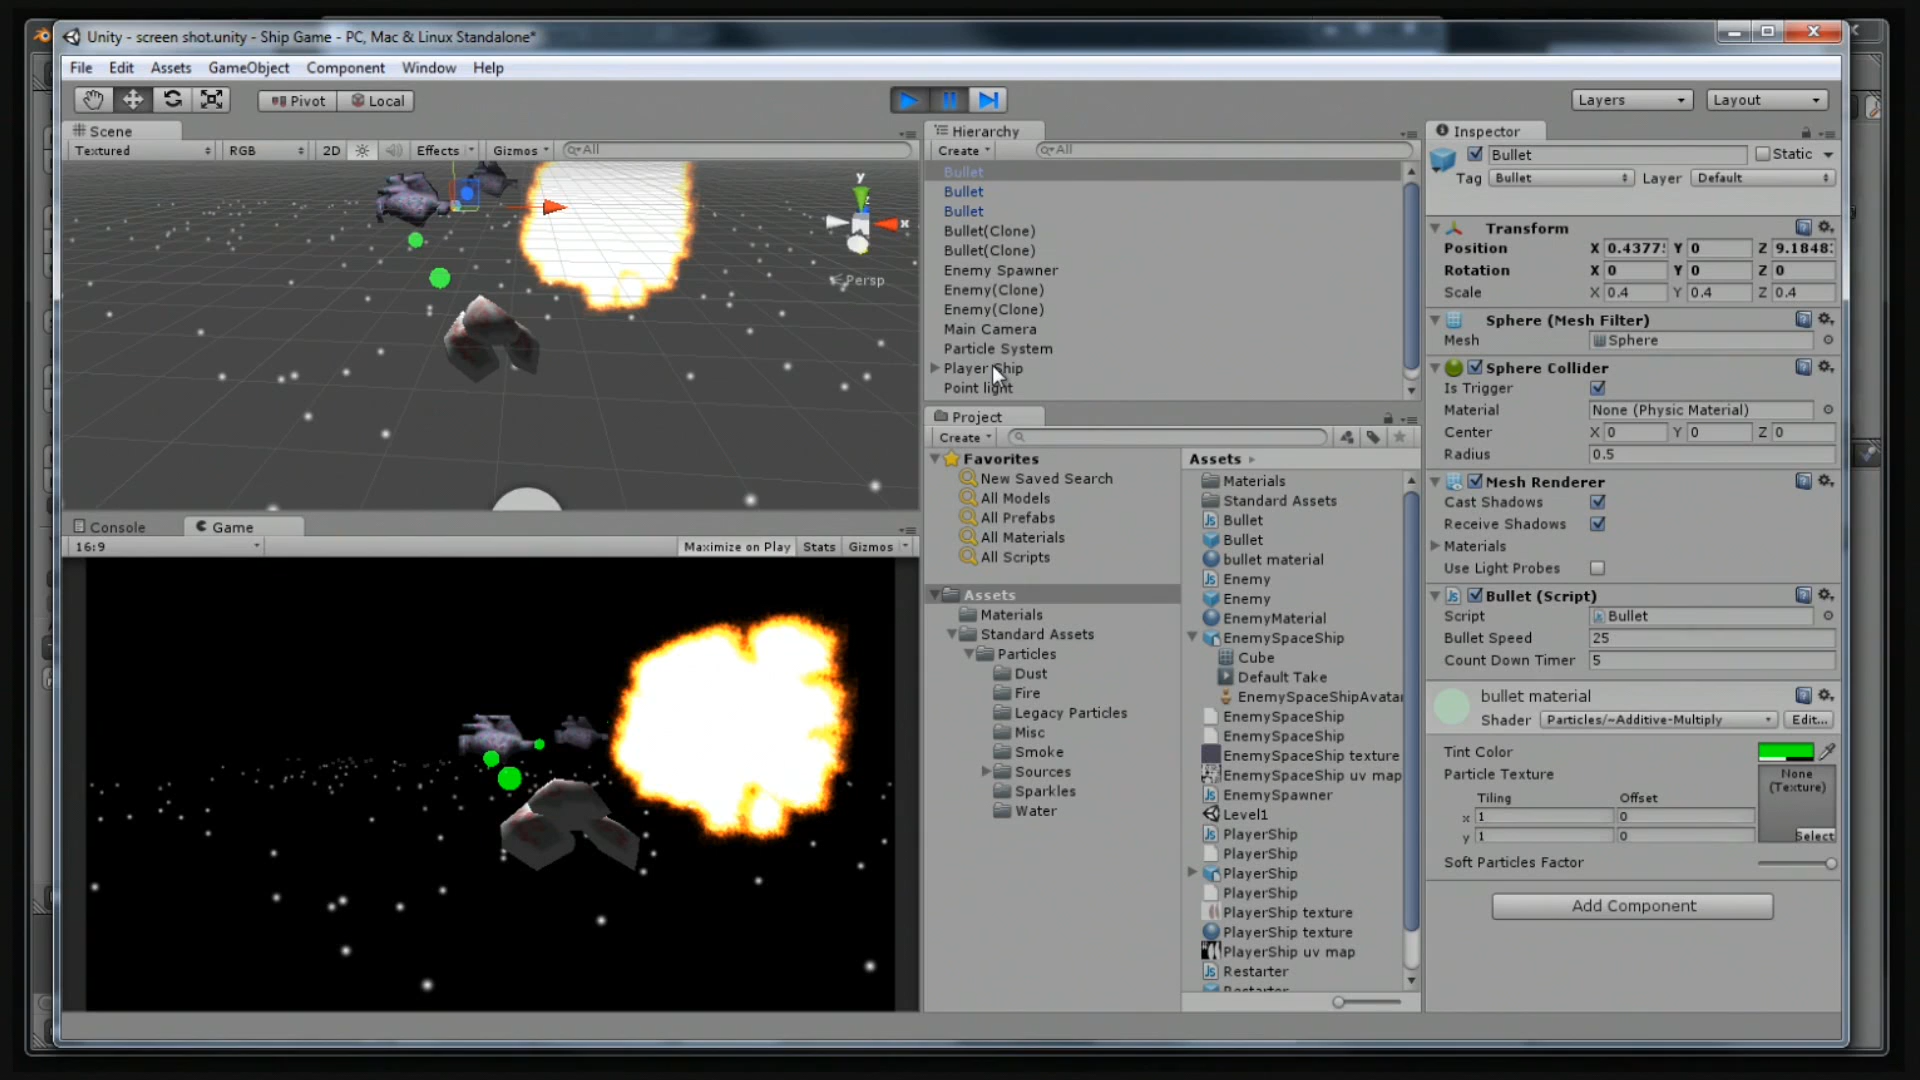 Unity - screen shot.unity - Ship Game - PC, Mac & Linux Standalone*
File Edit Assets GameObject Component Window Help
Pivot Local Layers Layout
Scene
Textured RGB 2D Effects Gizmos All
y
x
Persp
Console Game
16:9 Maximize on Play Stats Gizmos
Hierarchy
Create All
Bullet
Bullet
Bullet
Bullet(Clone)
Bullet(Clone)
Enemy Spawner
Enemy(Clone)
Enemy(Clone)
Main Camera
Particle System
Player Ship
Point light
Project
Create
Favorites
New Saved Search
All Models
All Prefabs
All Materials
All Scripts
Assets
Materials
Standard Assets
Particles
Dust
Fire
Legacy Particles
Misc
Smoke
Sources
Sparkles
Water
Assets
Materials
Standard Assets
Bullet
Bullet
bullet material
Enemy
Enemy
EnemyMaterial
EnemySpaceShip
Cube
Default Take
EnemySpaceShipAvatar
EnemySpaceShip
EnemySpaceShip
EnemySpaceShip texture
EnemySpaceShip uv map
EnemySpawner
Level1
PlayerShip
PlayerShip
PlayerShip
PlayerShip
PlayerShip texture
PlayerShip texture
PlayerShip uv map
Restarter
Restarter
Inspector
Bullet Static
Tag Bullet Layer Default
Transform
Position X 0.4377 Y 0 Z 9.1848
Rotation X 0 Y 0 Z 0
Scale X 0.4 Y 0.4 Z 0.4
Sphere (Mesh Filter)
Mesh Sphere
Sphere Collider
Is Trigger
Material None (Physic Material)
Center X 0 Y 0 Z 0
Radius 0.5
Mesh Renderer
Cast Shadows
Receive Shadows
Materials
Use Light Probes
Bullet (Script)
Script Bullet
Bullet Speed 25
Count Down Timer 5
bullet material
Shader Particles/~Additive-Multiply Edit...
Tint Color
Particle Texture None (Texture)
Tiling Offset
x 1 0
y 1 0
Select
Soft Particles Factor
Add Component